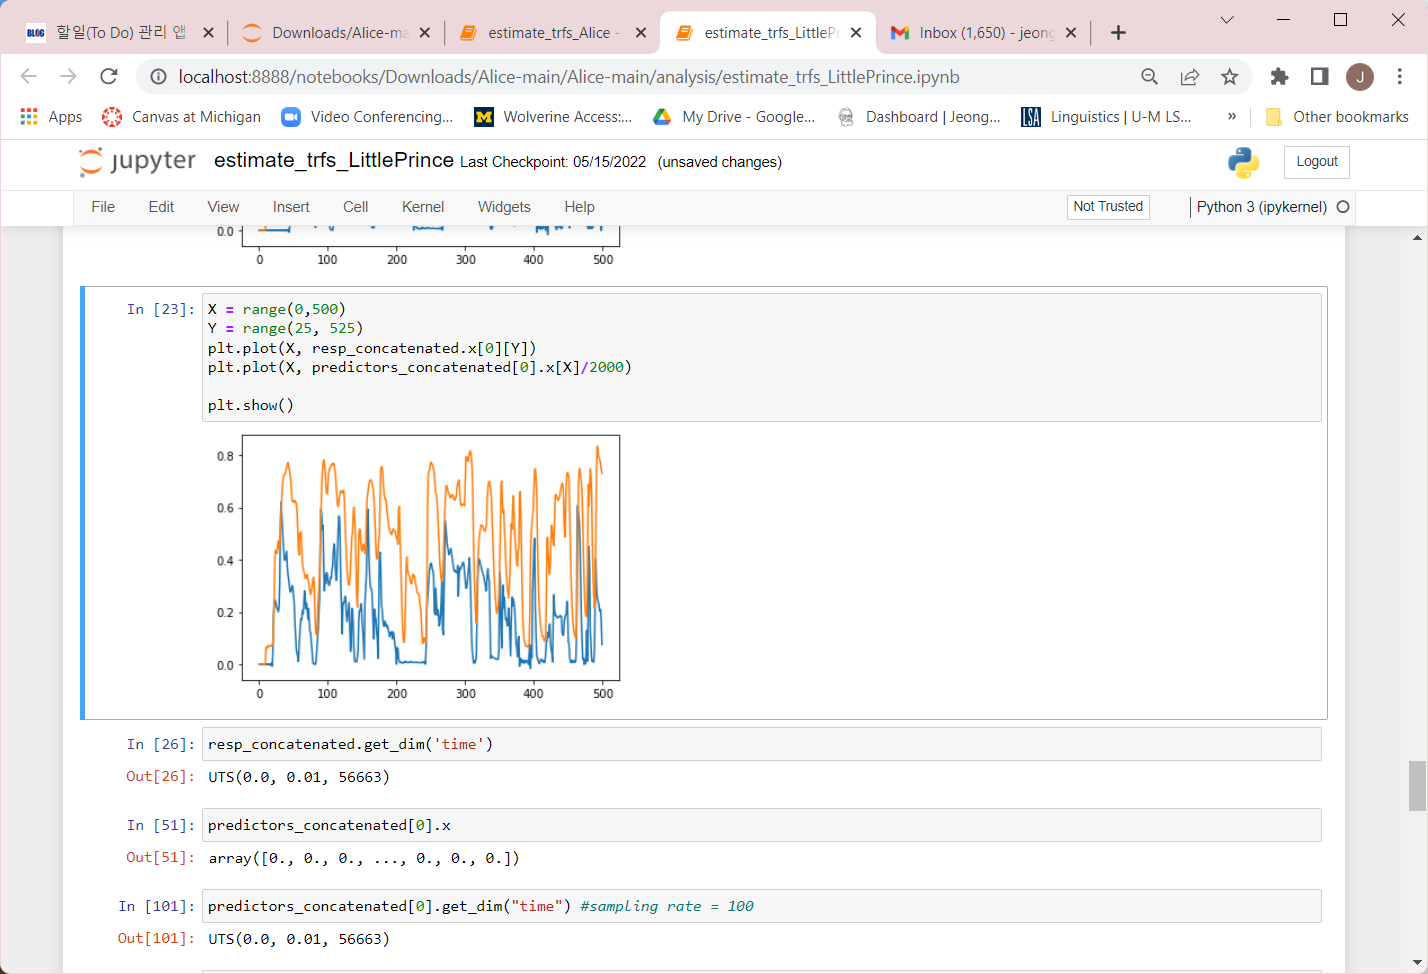 할일(To Do) 관리 앱
Downloads/Alice-ma
estimate_trfs_Alice -
estimate_trfs_LittleP
Inbox (1,650) - jeong
localhost:8888/notebooks/Downloads/Alice-main/Alice-main/analysis/estimate_trfs_LittlePrince.ipynb
J
Apps
Canvas at Michigan
Video Conferencing...
Wolverine Access:...
My Drive - Google...
Dashboard | Jeong...
LSA
Linguistics | U-M LS...
»
Other bookmarks
jupyter
estimate_trfs_LittlePrince Last Checkpoint: 05/15/2022 (unsaved changes)
Logout
File Edit View Insert Cell Kernel Widgets Help
Not Trusted
Python 3 (ipykernel)
0.0
0 100 200 300 400 500
In [23]:
X = range(0,500)
Y = range(25, 525)
plt.plot(X, resp_concatenated.x[0][Y])
plt.plot(X, predictors_concatenated[0].x[X]/2000)
plt.show()
0.8
0.6
0.4
0.2
0.0
0 100 200 300 400 500
In [26]: resp_concatenated.get_dim('time')
Out[26]: UTS(0.0, 0.01, 56663)
In [51]: predictors_concatenated[0].x
Out[51]: array([0., 0., 0., ..., 0., 0., 0.])
In [101]: predictors_concatenated[0].get_dim("time") #sampling rate = 100
Out[101]: UTS(0.0, 0.01, 56663)